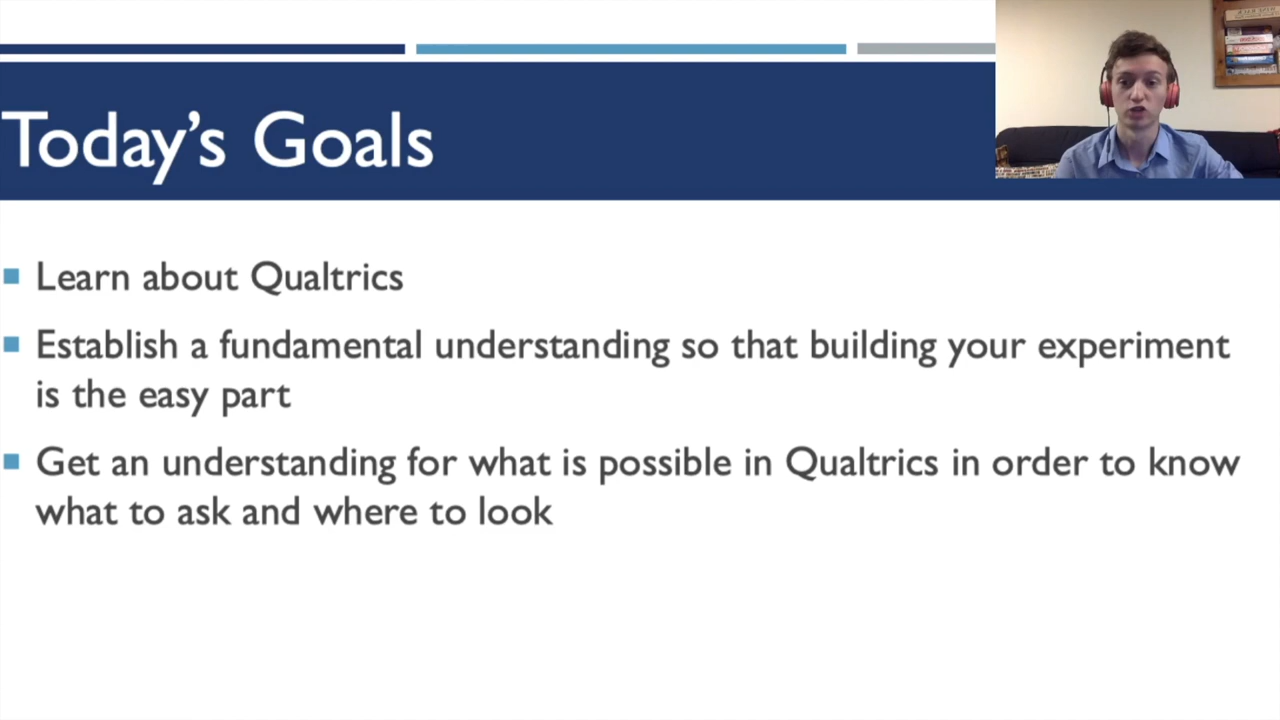 Today's Goals
Learn about Qualtrics
Establish a fundamental understanding so that building your experiment
is the easy part
Get an understanding for what is possible in Qualtrics in order to know
what to ask and where to look